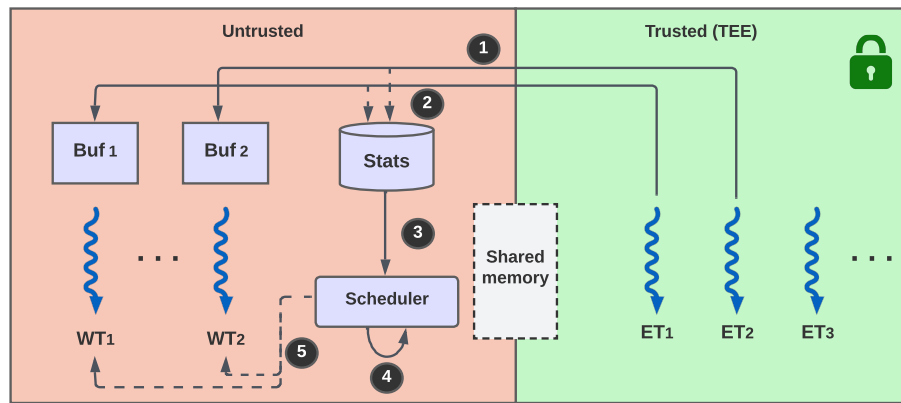 Untrusted
Trusted (TEE)
1
2
Buf 1
Buf 2
Stats
3
Shared
memory
Scheduler
. . .
. . .
WT1
WT2
5
4
ET1
ET2
ET3